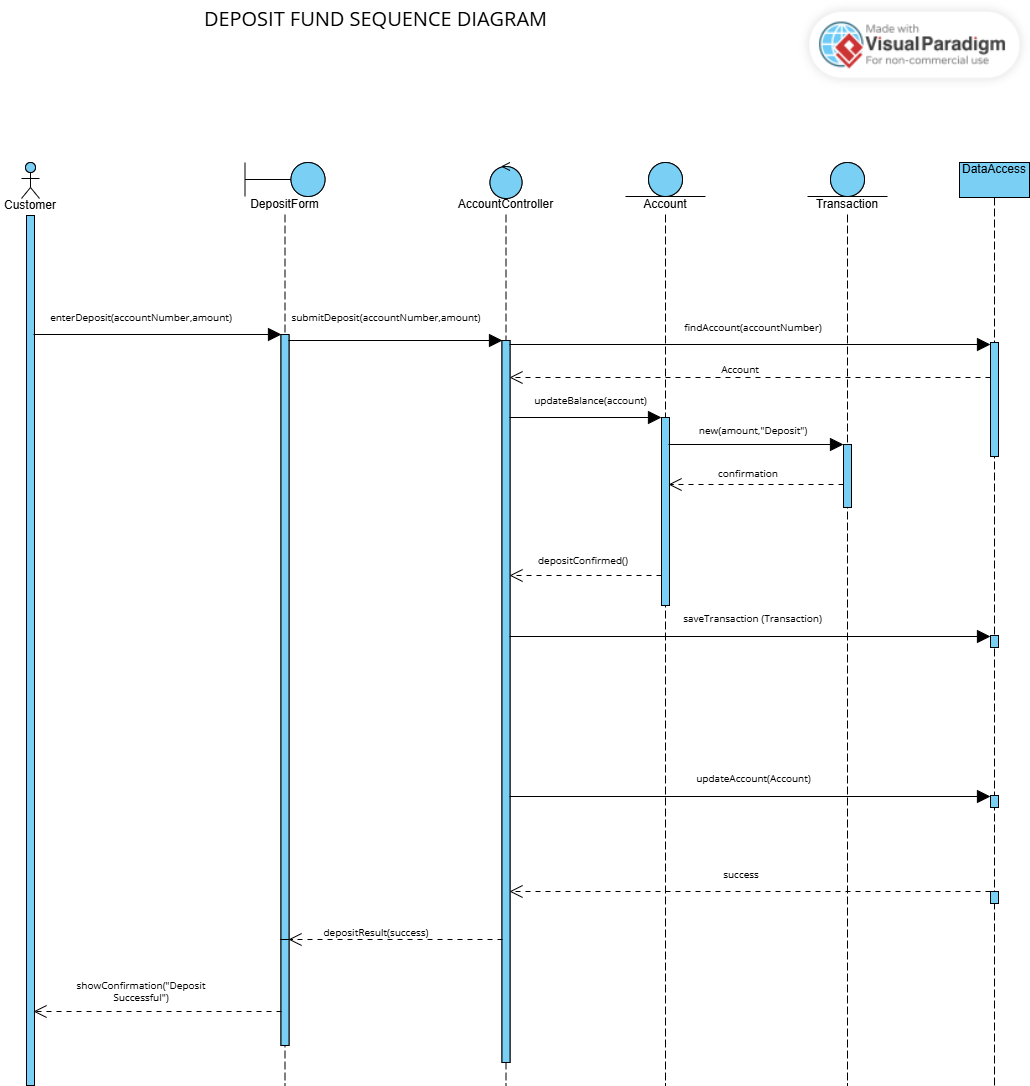 DEPOSIT FUND SEQUENCE DIAGRAM
Made with
Visual Paradigm
For non-commercial use
Customer
DepositForm
AccountController
Account
Transaction
DataAccess
enterDeposit(accountNumber,amount)
submitDeposit(accountNumber,amount)
findAccount(accountNumber)
Account
updateBalance(account)
new(amount,"Deposit")
confirmation
depositConfirmed()
saveTransaction (Transaction)
updateAccount(Account)
success
depositResult(success)
showConfirmation("Deposit
Successful")